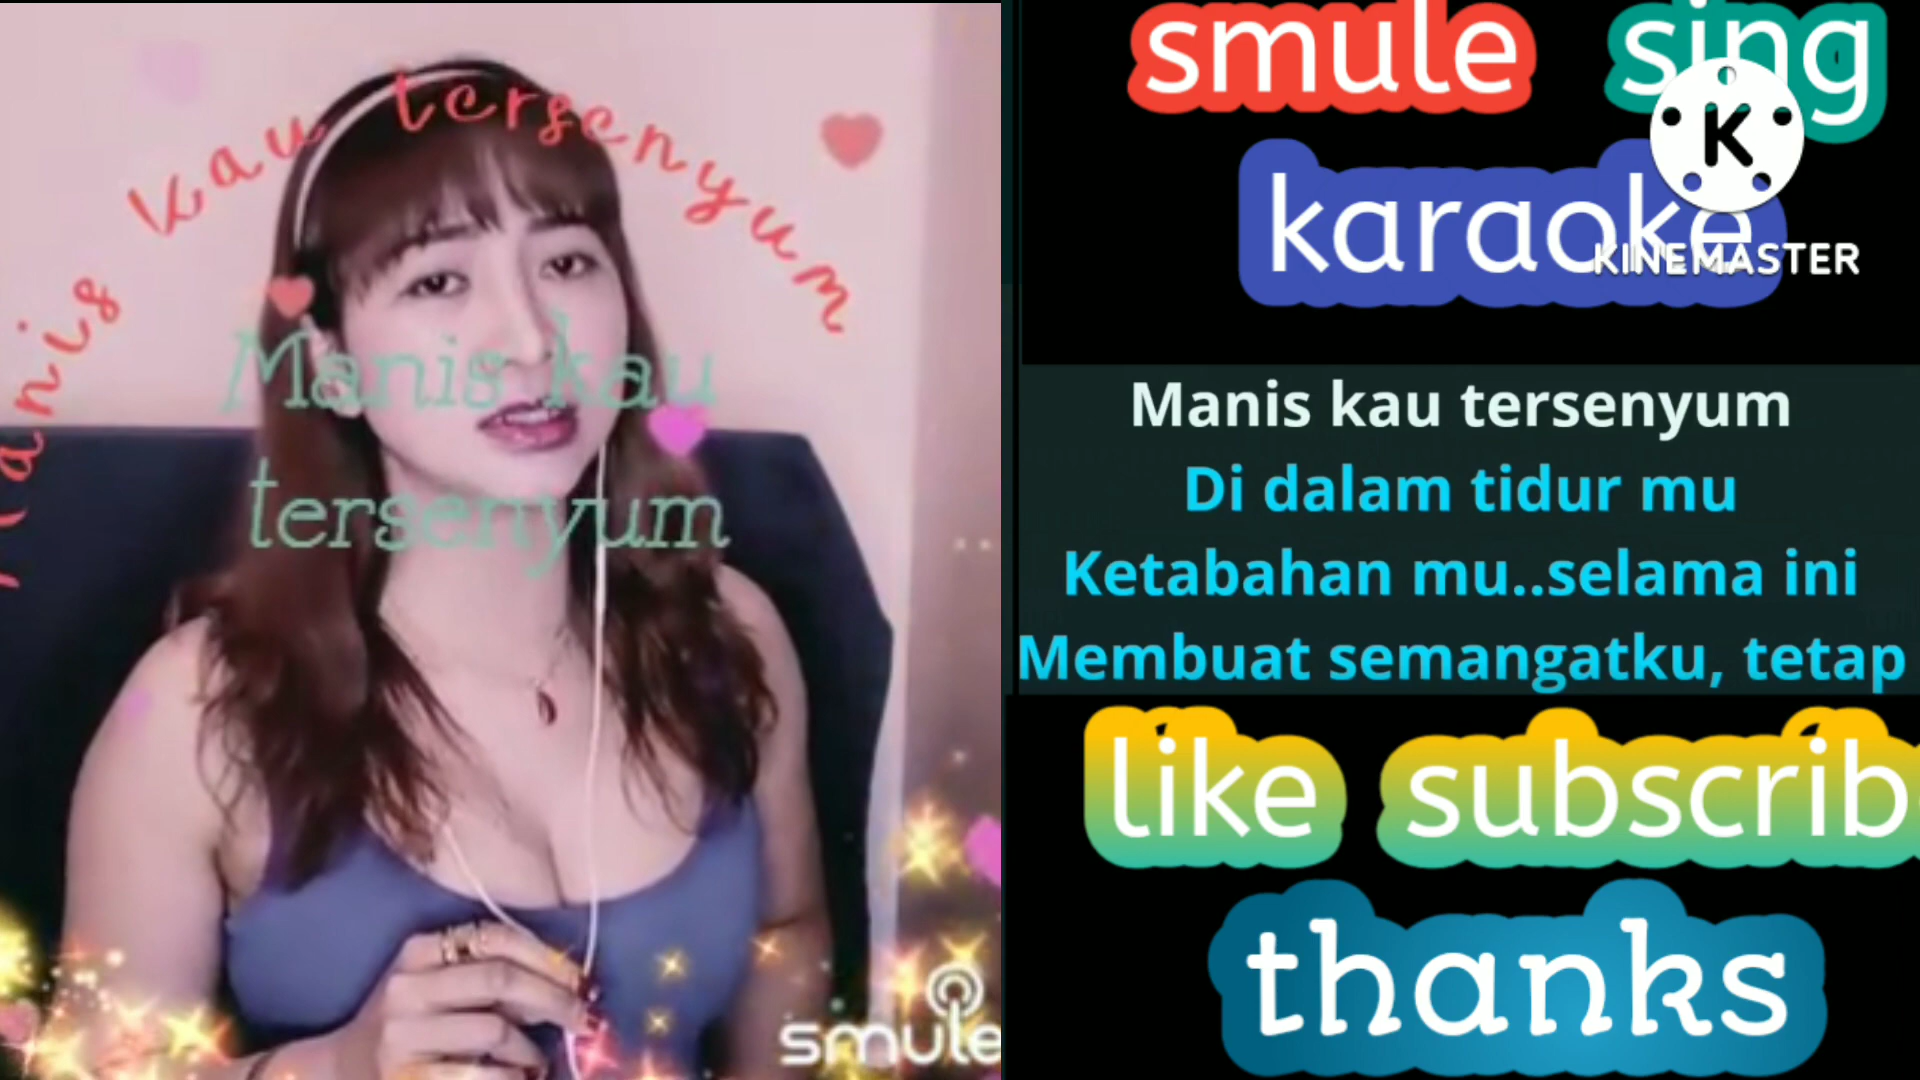 Manis kau tersenyum
Manis kau
tersenyum
smule
smule sing
karaoke
KINEMASTER
Manis kau tersenyum
Di dalam tidur mu
Ketabahan mu..selama ini
Membuat semangatku, tetap
like subscrib
thanks